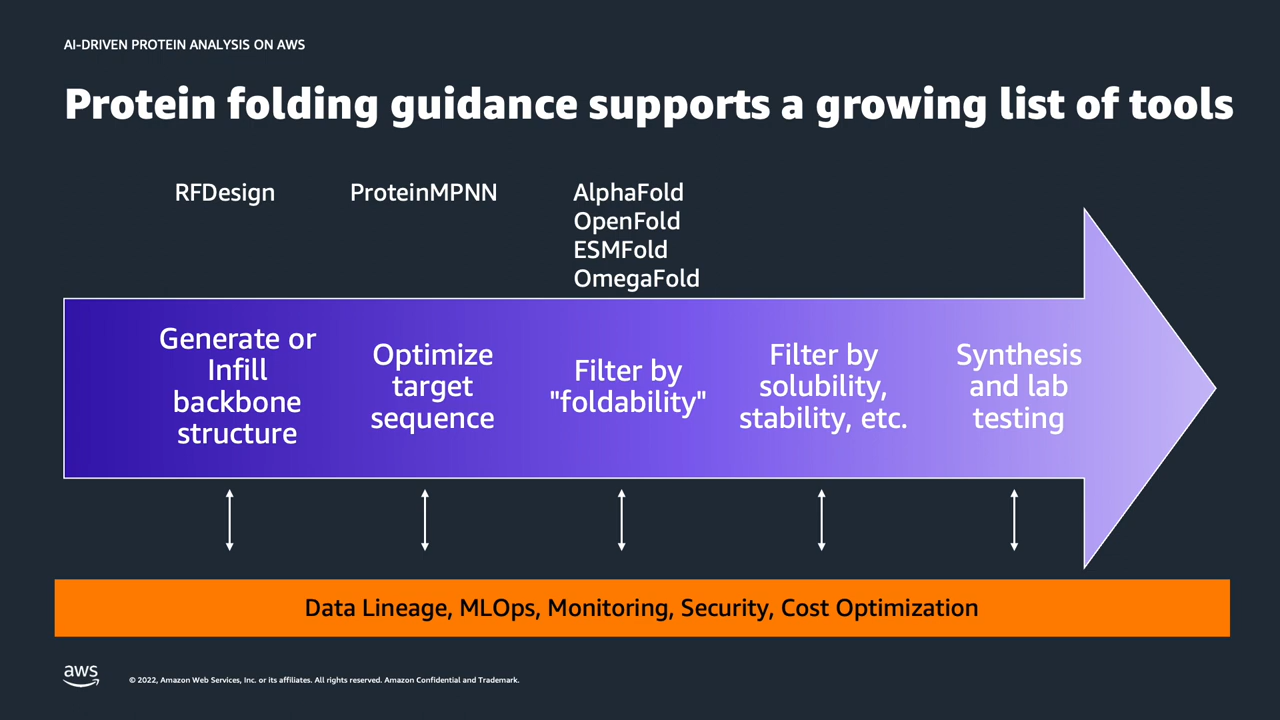 AI-DRIVEN PROTEIN ANALYSIS ON AWS
Protein folding guidance supports a growing list of tools
RFDesign
ProteinMPNN
AlphaFold
OpenFold
ESMFold
OmegaFold
Generate or
Infill
backbone
structure
Optimize
target
sequence
Filter by
"foldability"
Filter by
solubility,
stability, etc.
Synthesis
and lab
testing
Data Lineage, MLOps, Monitoring, Security, Cost Optimization
aws
© 2022, Amazon Web Services, Inc. or its affiliates. All rights reserved. Amazon Confidential and Trademark.